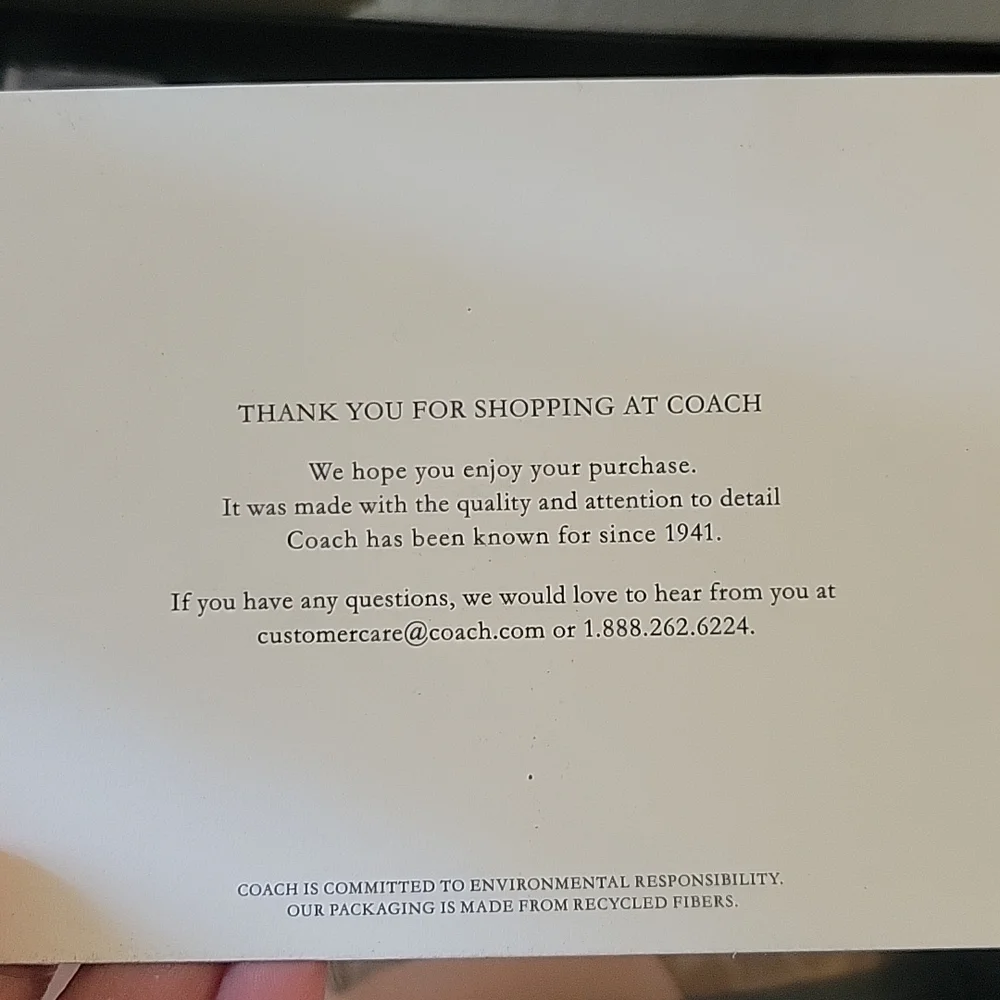 THANK YOU FOR SHOPPING AT COACH
We hope you enjoy your purchase.
It was made with the quality and attention to detail
Coach has been known for since 1941.
If you have any questions, we would love to hear from you at
customercare@coach.com or 1.888.262.6224.
COACH IS COMMITTED TO ENVIRONMENTAL RESPONSIBILITY.
OUR PACKAGING IS MADE FROM RECYCLED FIBERS.